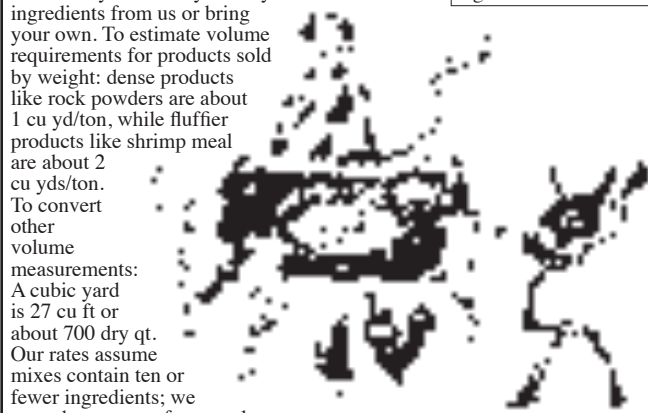 ingredients from us or bring
your own. To estimate volume
requirements for products sold
by weight: dense products
like rock powders are about
1 cu yd/ton, while fluffier
products like shrimp meal
are about 2
cu yds/ton.
To convert
other
volume
measurements:
A cubic yard
is 27 cu ft or
about 700 dry qt.
Our rates assume
mixes contain ten or
fewer ingredients; we